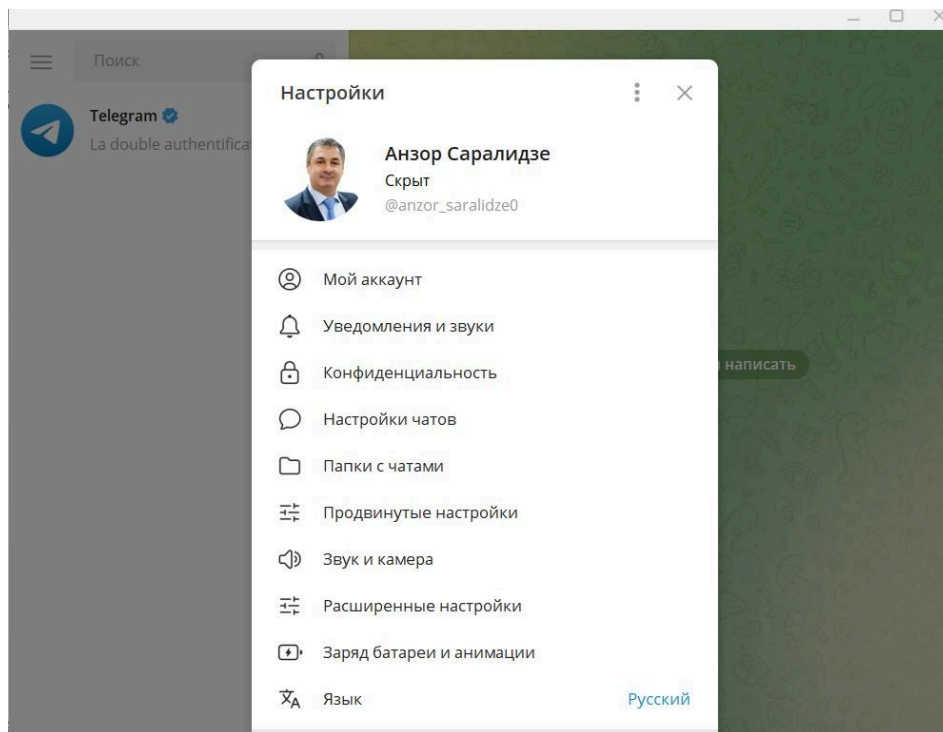 Поиск
Telegram
La double authentifica
Настройки
Анзор Саралидзе
Скрыт
@anzor_saralidze0
Мой аккаунт
Уведомления и звуки
Конфиденциальность
написать
Настройки чатов
Папки с чатами
Продвинутые настройки
Звук и камера
Расширенные настройки
Заряд батареи и анимации
Язык
Русский